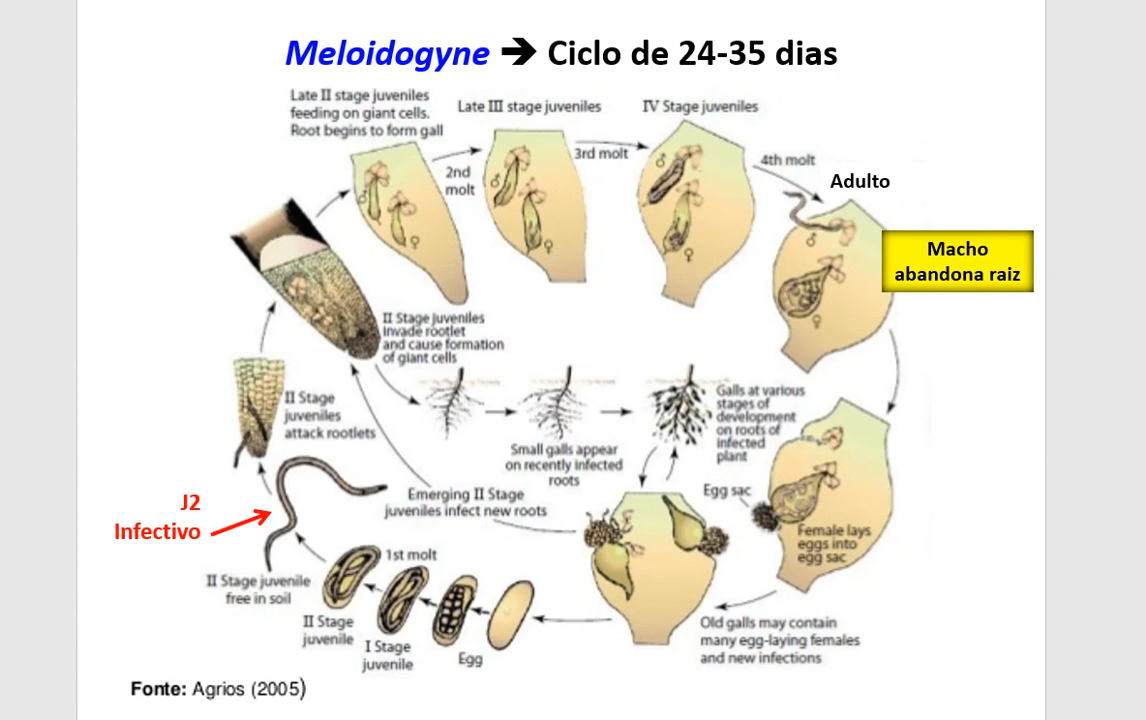 Meloidogyne ➔ Ciclo de 24-35 dias
Late II stage juveniles
feeding on giant cells.
Root begins to form gall
Late III stage juveniles
IV Stage juveniles
2nd
molt
3rd molt
4th molt
Adulto
♂
♀
♂
♀
♂
♀
♂
♀
Macho
abandona raiz
II Stage juveniles
invade rootlet
and cause formation
of giant cells
II Stage
juveniles
attack rootlets
Small galls appear
on recently infected
roots
Galls at various
stages of
development
on roots of
infected
plant
Emerging II Stage
juveniles infect new roots
Egg sac
Female lays
eggs into
egg sac
J2
Infectivo
II Stage juvenile
free in soil
1st molt
II Stage
juvenile
I Stage
juvenile
Egg
Old galls may contain
many egg-laying females
and new infections
Fonte: Agrios (2005)